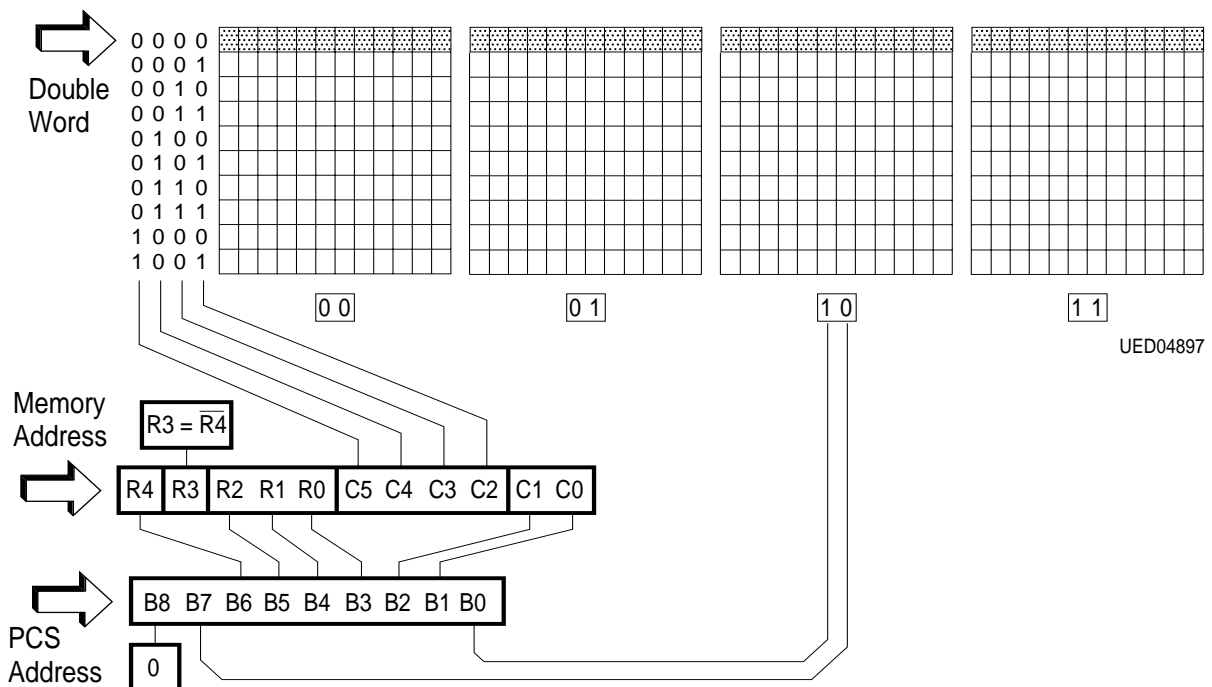 0 0 0 0
0 0 0 1
Double
0 0 1 0
Word
0 0 1 1
0 1 0 0
0 1 0 1
0 1 1 0
0 1 1 1
1 0 0 0
1 0 0 1
0 0
0 1
1 0
1 1
UED04897
Memory
Address
R3 = R̅4̅
R4 R3 R2 R1 R0 C5 C4 C3 C2 C1 C0
B8 B7 B6 B5 B4 B3 B2 B1 B0
PCS
Address
0